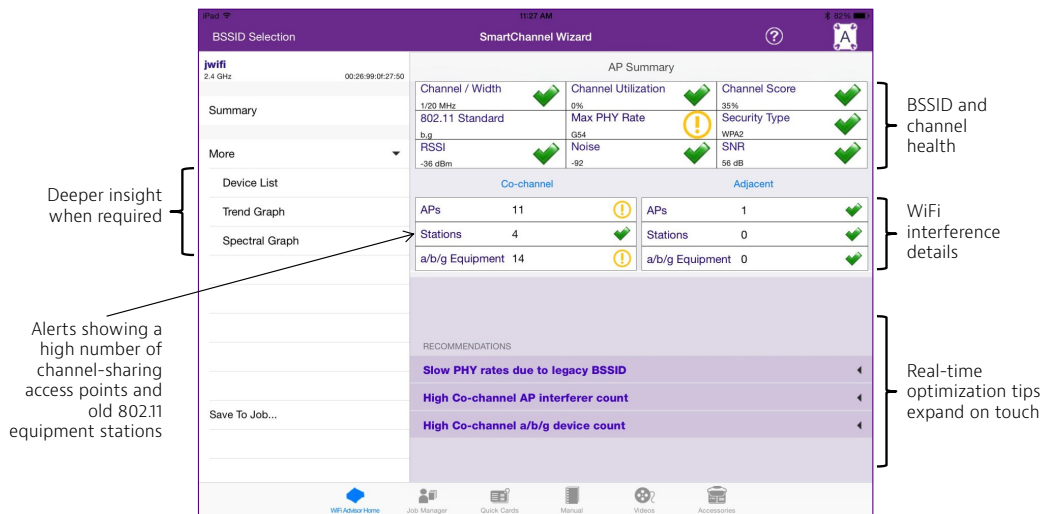 iPad
11:27 AM
82%
BSSID Selection
SmartChannel Wizard
?
A
jwifi
2.4 GHz
00:26:99:0f:27:50
Summary
More
Device List
Trend Graph
Spectral Graph
Save To Job...
AP Summary
Channel / Width
1/20 MHz
Channel Utilization
0%
Channel Score
35%
802.11 Standard
b,g
Max PHY Rate
G54
Security Type
WPA2
RSSI
-36 dBm
Noise
-92
SNR
56 dB
Co-channel
Adjacent
APs 11
APs 1
Stations 4
Stations 0
a/b/g Equipment 14
a/b/g Equipment 0
RECOMMENDATIONS
Slow PHY rates due to legacy BSSID
High Co-channel AP interferer count
High Co-channel a/b/g device count
WiFi Advisor Home
Job Manager
Quick Cards
Manual
Videos
Accessories
Deeper insight
when required
Alerts showing a
high number of
channel-sharing
access points and
old 802.11
equipment stations
BSSID and
channel
health
WiFi
interference
details
Real-time
optimization tips
expand on touch